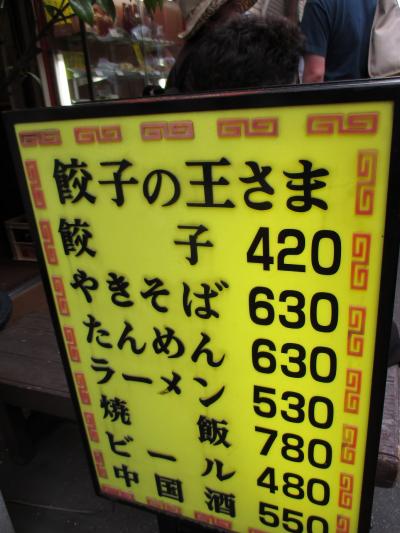 餃子の王さま
餃子 420
やきそば 630
たんめん 630
ラーメン 530
焼飯 780
ビール 480
中国酒 550